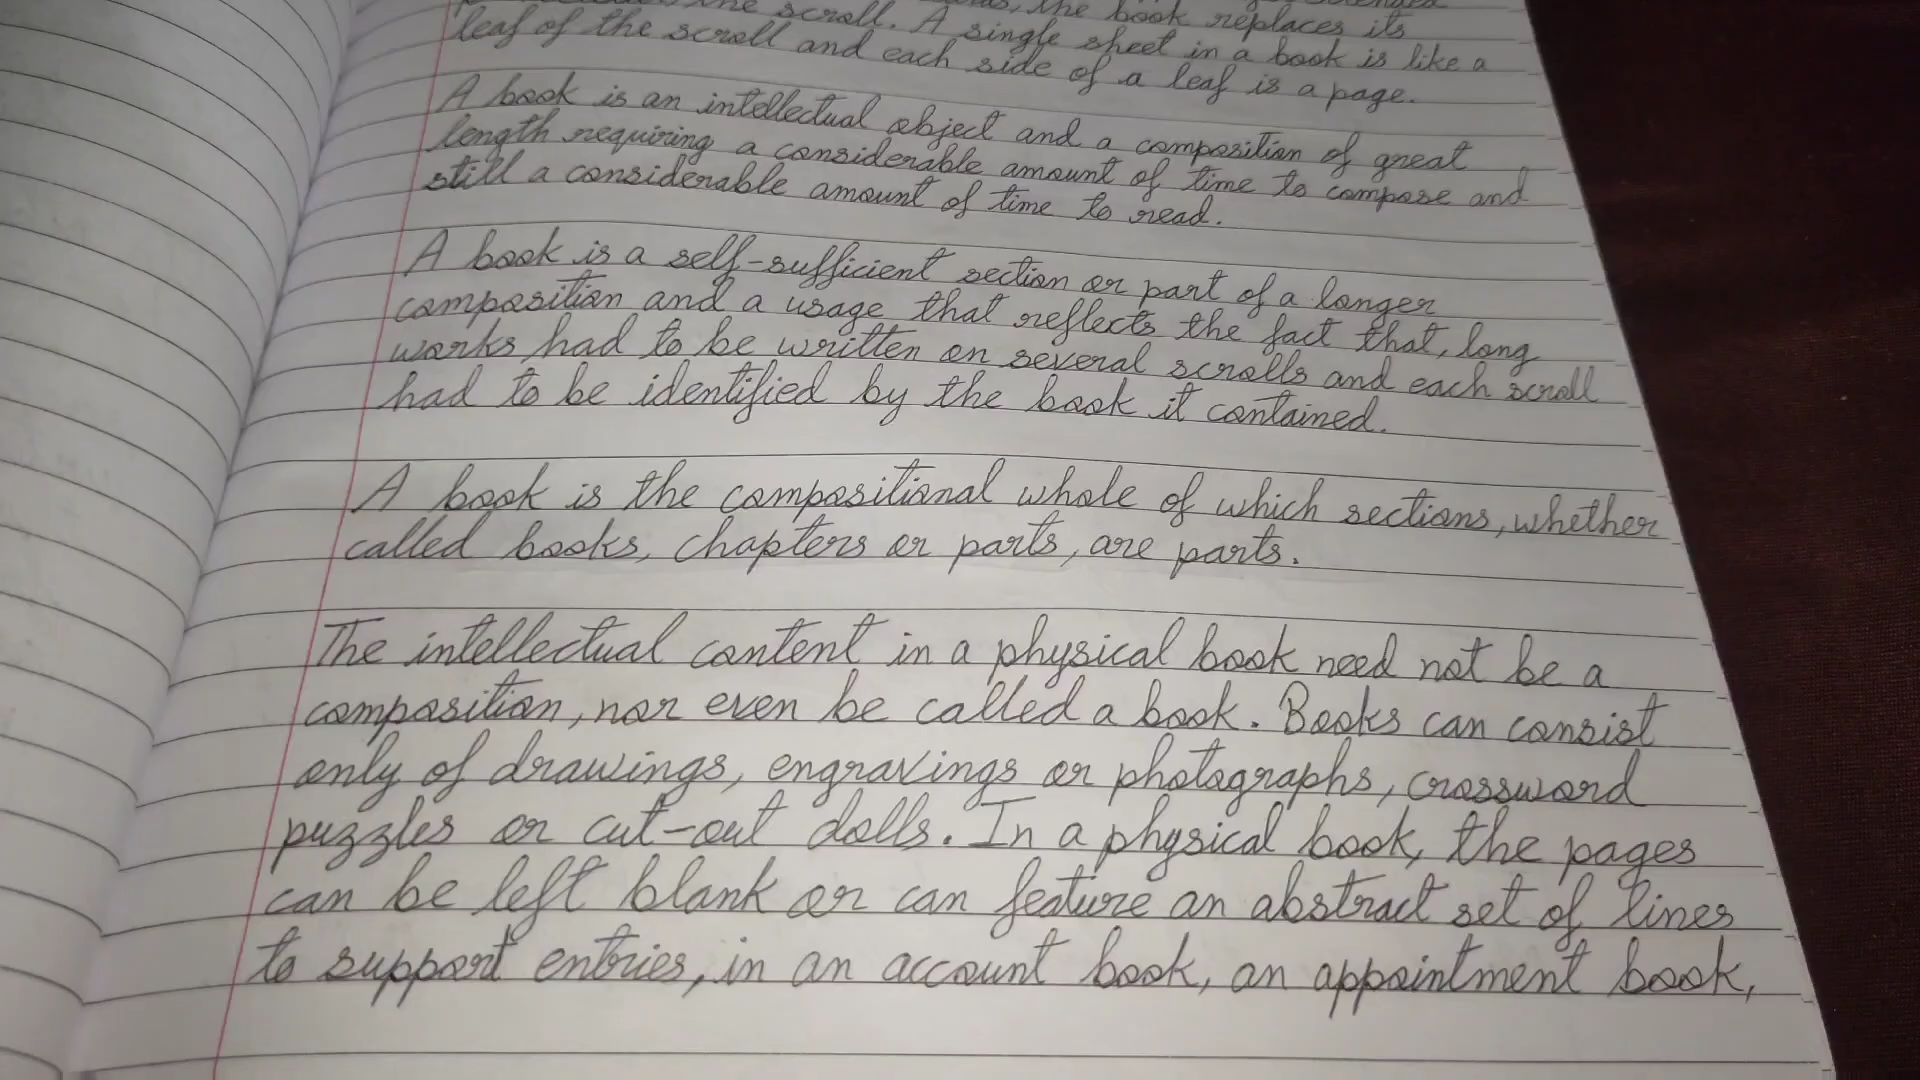 the scroll. the book replaces its
leaf of the scroll and each side of a leaf is a page. A single sheet in a book is like a
A book is an intellectual object and a composition of great
length requiring a considerable amount of time to compose and
still a considerable amount of time to read.
A book is a self-sufficient section or part of a longer
composition and a usage that reflects the fact that, long
works had to be written on several scrolls and each scroll
had to be identified by the book it contained.
A book is the compositional whole of which sections, whether
called books, chapters or parts, are parts.
The intellectual content in a physical book need not be a
composition, nor even be called a book. Books can consist
only of drawings, engravings or photographs, crossword
puzzles or cut-out dolls. In a physical book, the pages
can be left blank or can feature an abstract set of lines
to support entries, in an account book, an appointment book,